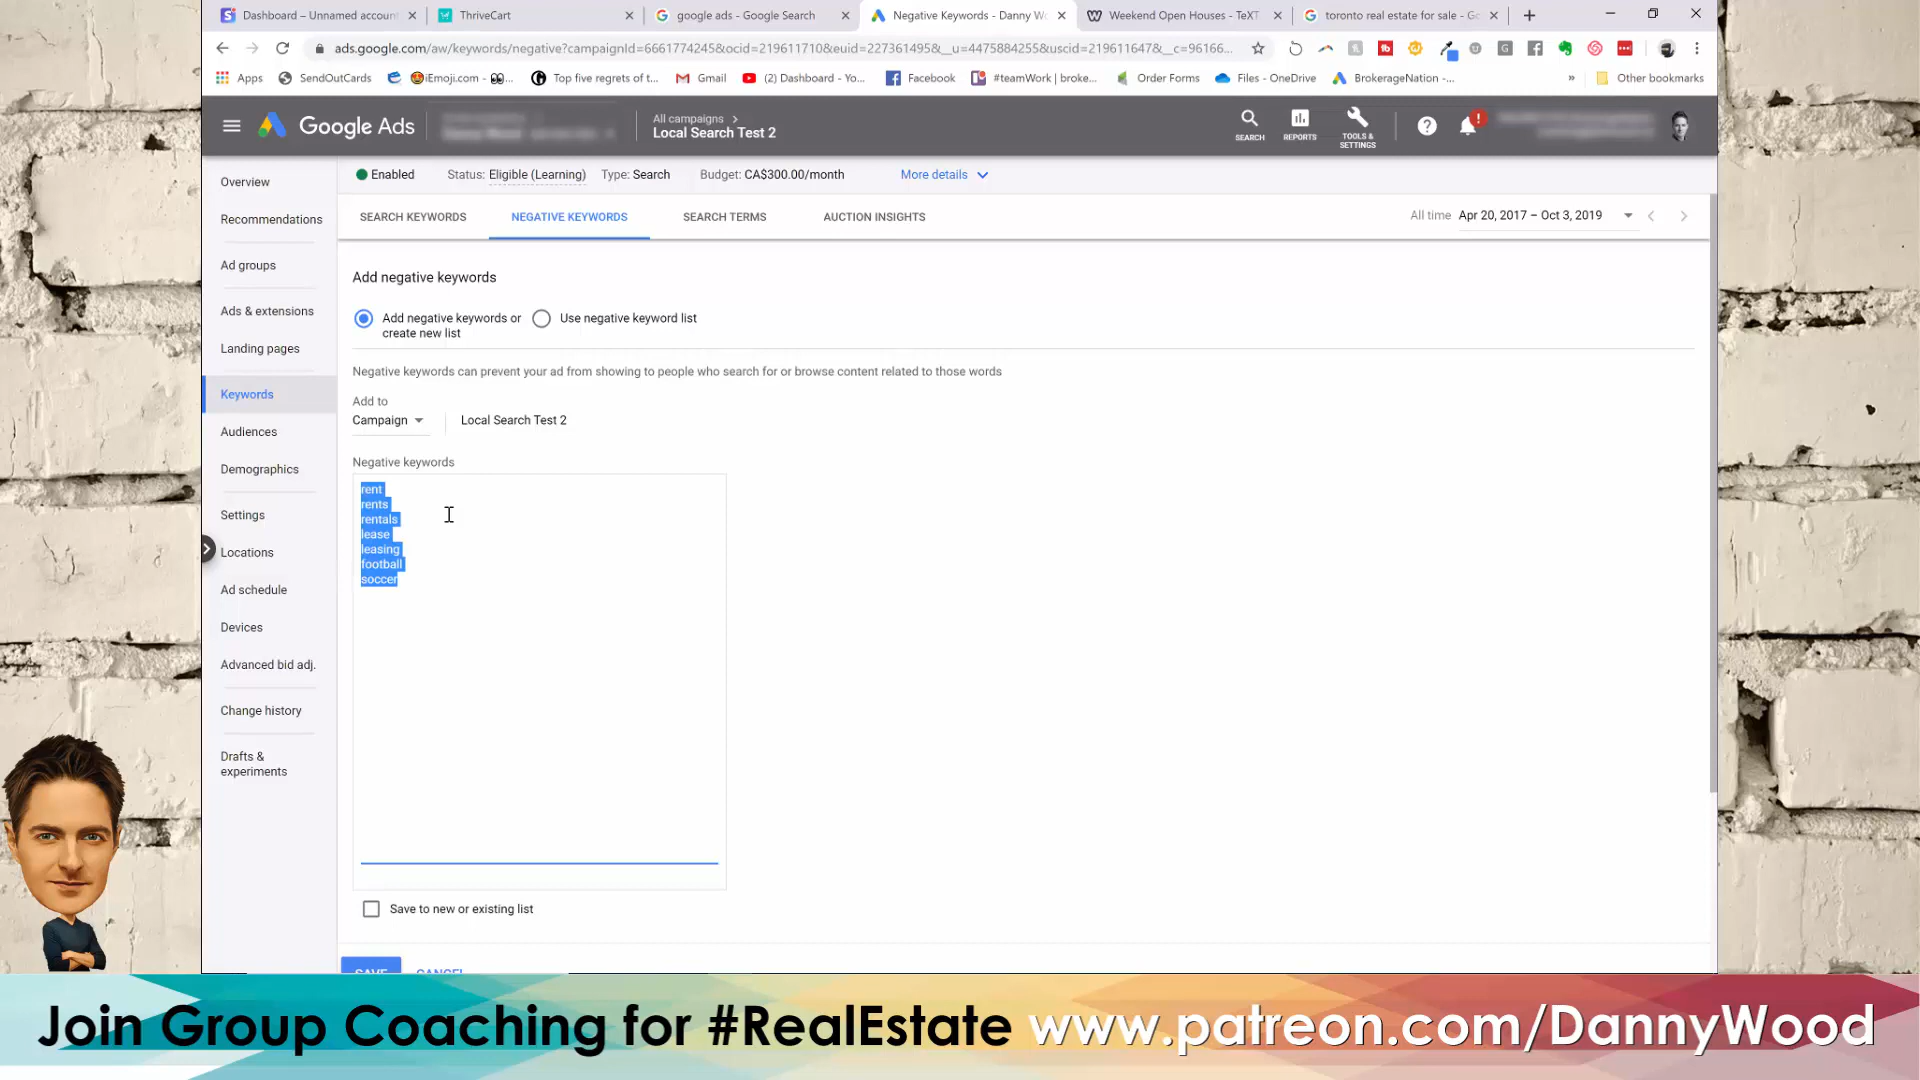 Dashboard – Unnamed accoun
ThriveCart
google ads - Google Search
Negative Keywords - Danny Wo
Weekend Open Houses - TeXT
toronto real estate for sale - Go
ads.google.com/aw/keywords/negative?campaignId=6661774245&ocid=219611710&euid=227361495&__u=4475884255&uscid=219611647&__c=96166...
Apps
SendOutCards
iEmoji.com -
Top five regrets of t...
Gmail
(2) Dashboard - Yo...
Facebook
#teamWork | broke...
Order Forms
Files - OneDrive
BrokerageNation -...
»
Other bookmarks
Google Ads
All campaigns
Local Search Test 2
SEARCH
REPORTS
TOOLS &
SETTINGS
Enabled
Status: Eligible (Learning)
Type: Search
Budget: CA$300.00/month
More details
Overview
Recommendations
Ad groups
Ads & extensions
Landing pages
Keywords
Audiences
Demographics
Settings
Locations
Ad schedule
Devices
Advanced bid adj.
Change history
Drafts &
experiments
SEARCH KEYWORDS
NEGATIVE KEYWORDS
SEARCH TERMS
AUCTION INSIGHTS
All time Apr 20, 2017 – Oct 3, 2019
Add negative keywords
Add negative keywords or
create new list
Use negative keyword list
Negative keywords can prevent your ad from showing to people who search for or browse content related to those words
Add to
Campaign
Local Search Test 2
Negative keywords
rent
rents
rentals
lease
leasing
football
soccer
Save to new or existing list
SAVE
CANCEL
Join Group Coaching for #RealEstate www.patreon.com/DannyWood